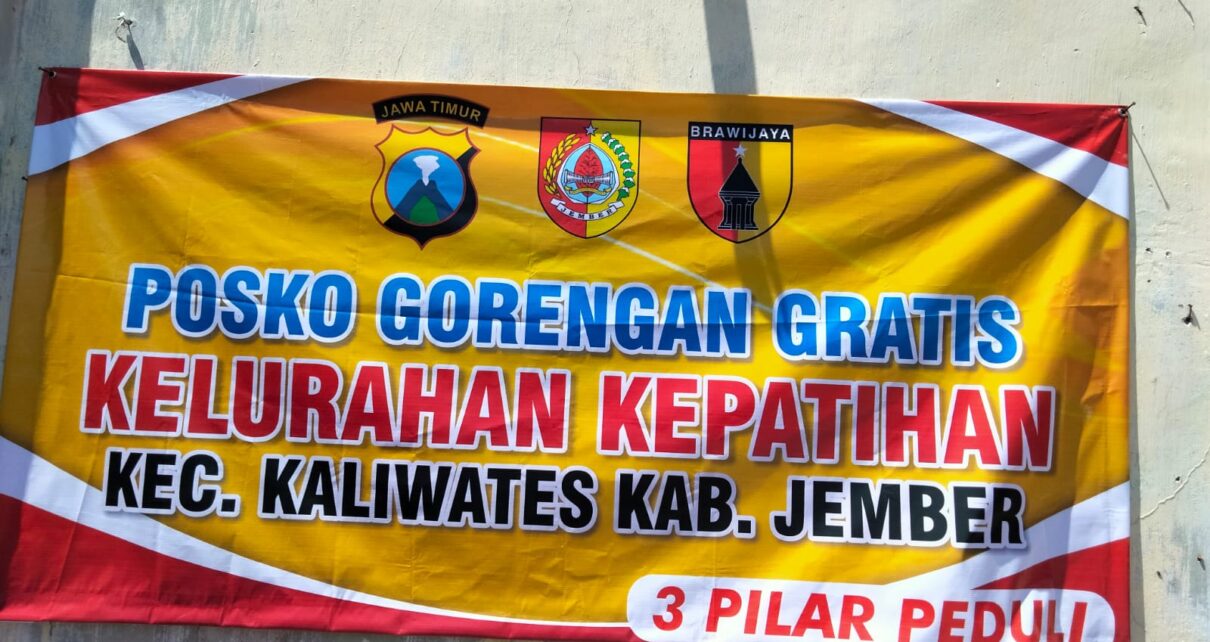 JAWA TIMUR
JEMBER
BRAWIJAYA
POSKO GORENGAN GRATIS
KELURAHAN KEPATIHAN
KEC. KALIWATES KAB. JEMBER
3 PILAR PEDULI